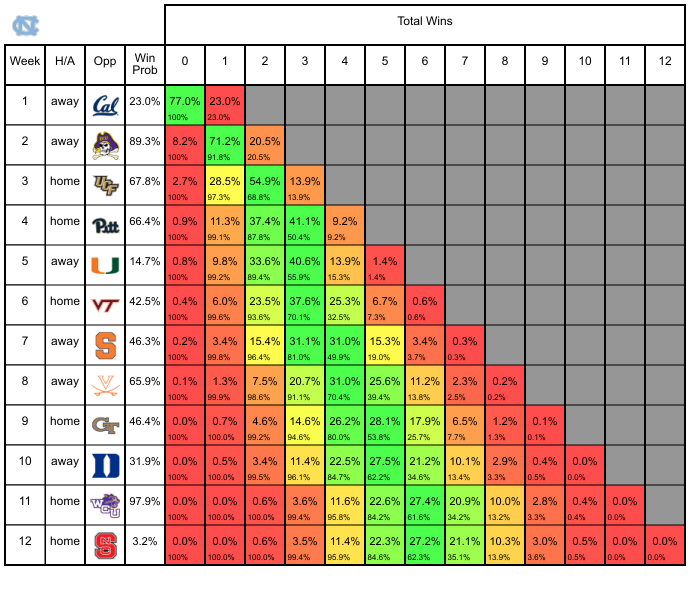 NC
Total Wins
Week H/A Opp Win Prob 0 1 2 3 4 5 6 7 8 9 10 11 12
1 away Cal 23.0% 77.0% 23.0%
100% 23.0%
2 away 89.3% 8.2% 71.2% 20.5%
100% 91.8% 20.5%
3 home UCF 67.8% 2.7% 28.5% 54.9% 13.9%
100% 97.3% 68.8% 13.9%
4 home Pitt 66.4% 0.9% 11.3% 37.4% 41.1% 9.2%
100% 99.1% 87.8% 50.4% 9.2%
5 away U 14.7% 0.8% 9.8% 33.6% 40.6% 13.9% 1.4%
100% 99.2% 89.4% 55.9% 15.3% 1.4%
6 home VT 42.5% 0.4% 6.0% 23.5% 37.6% 25.3% 6.7% 0.6%
100% 99.6% 93.6% 70.1% 32.5% 7.3% 0.6%
7 away S 46.3% 0.2% 3.4% 15.4% 31.1% 31.0% 15.3% 3.4% 0.3%
100% 99.8% 96.4% 81.0% 49.9% 19.0% 3.7% 0.3%
8 away V 65.9% 0.1% 1.3% 7.5% 20.7% 31.0% 25.6% 11.2% 2.3% 0.2%
100% 99.9% 98.6% 91.1% 70.4% 39.4% 13.8% 2.5% 0.2%
9 home GT 46.4% 0.0% 0.7% 4.6% 14.6% 26.2% 28.1% 17.9% 6.5% 1.2% 0.1%
100% 100.0% 99.2% 94.6% 80.0% 53.8% 25.7% 7.7% 1.3% 0.1%
10 away D 31.9% 0.0% 0.5% 3.4% 11.4% 22.5% 27.5% 21.2% 10.1% 2.9% 0.4% 0.0%
100% 100.0% 99.5% 96.1% 84.7% 62.2% 34.6% 13.4% 3.3% 0.5% 0.0%
11 home WCU 97.9% 0.0% 0.0% 0.6% 3.6% 11.6% 22.6% 27.4% 20.9% 10.0% 2.8% 0.4% 0.0%
100% 100.0% 100.0% 99.4% 95.8% 84.2% 61.6% 34.2% 13.2% 3.3% 0.4% 0.0%
12 home S 3.2% 0.0% 0.0% 0.6% 3.5% 11.4% 22.3% 27.2% 21.1% 10.3% 3.0% 0.5% 0.0% 0.0%
100% 100.0% 100.0% 99.4% 95.9% 84.6% 62.3% 35.1% 13.9% 3.6% 0.5% 0.0% 0.0%